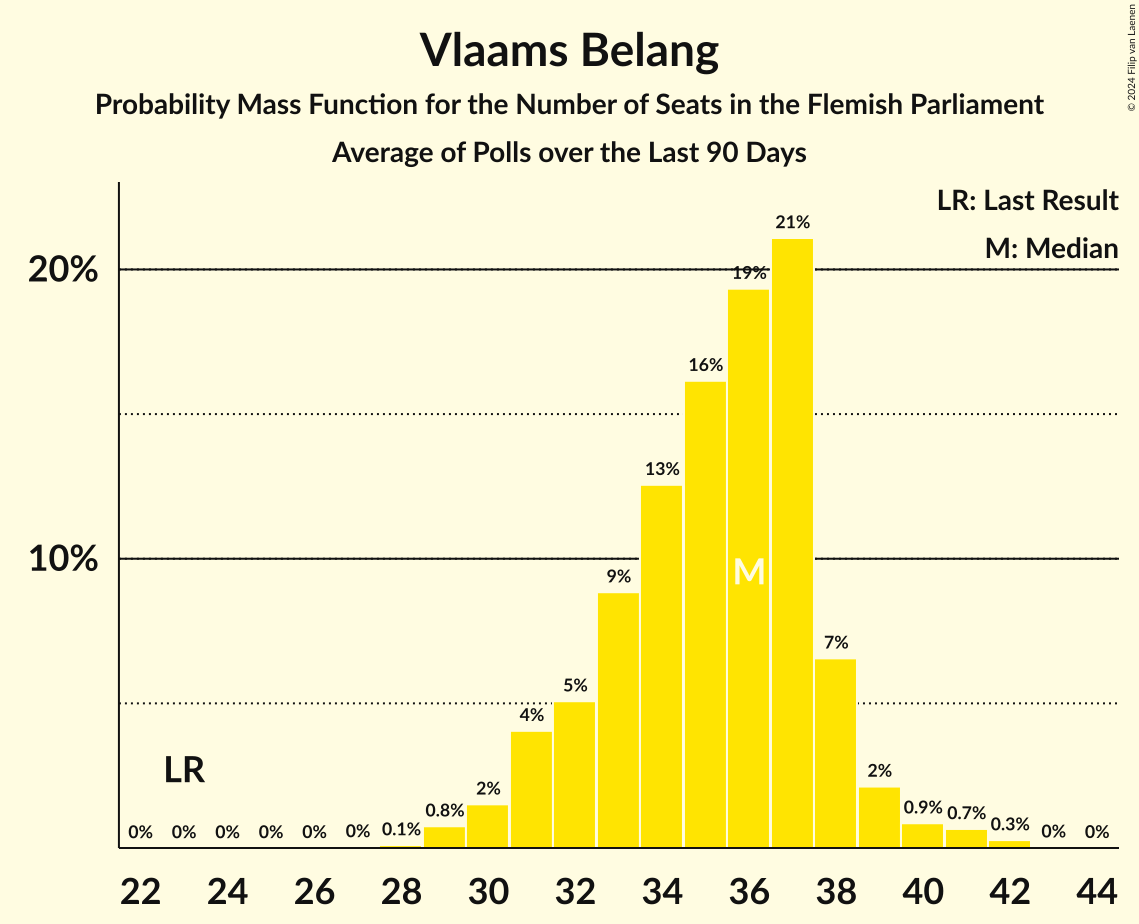 Vlaams Belang
Probability Mass Function for the Number of Seats in the Flemish Parliament
Average of Polls over the Last 90 Days
© 2024 Filip van Laenen
LR: Last Result
M: Median
20%
10%
0% 0% 0% 0% 0% 0% 0.1% 0.8% 2% 4% 5% 9% 13% 16% 19% 21% 7% 2% 0.9% 0.7% 0.3% 0% 0%
LR
M
22 24 26 28 30 32 34 36 38 40 42 44